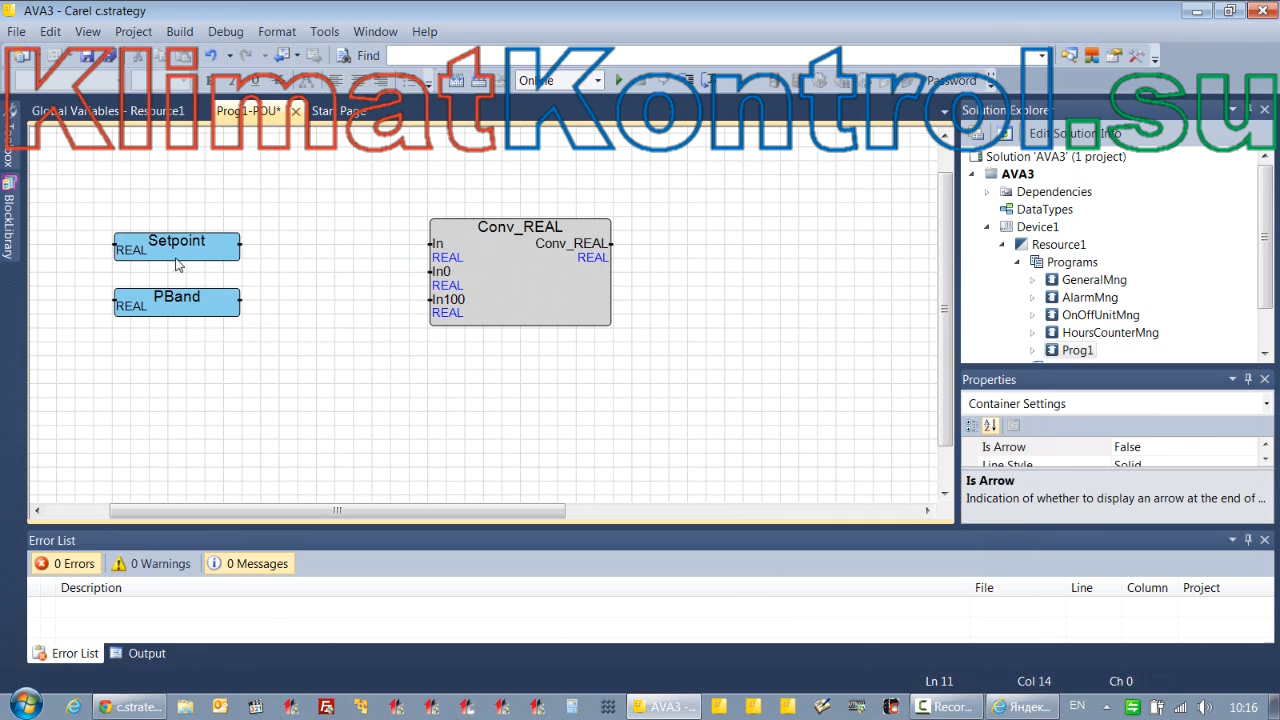 AVA3 - Carel c.strategy
File Edit View Project Build Debug Format Tools Window Help
Find
Online Password
KlimatKontrol.su
Global Variables - Resource1 Prog1-POU* Start Page
Solution Explorer
Edit Solution Info
Toolbox
BlockLibrary
Solution 'AVA3' (1 project)
AVA3
Dependencies
DataTypes
Device1
Resource1
Programs
GeneralMng
AlarmMng
OnOffUnitMng
HoursCounterMng
Prog1
Setpoint
REAL
PBand
REAL
Conv_REAL
In Conv_REAL
REAL REAL
In0
REAL
In100
REAL
Properties
Container Settings
Is Arrow False
Line Style Solid
Is Arrow
Indication of whether to display an arrow at the end of ...
Error List
0 Errors 0 Warnings 0 Messages
Description File Line Column Project
Error List Output
Ln 11 Col 14 Ch 0
c.strate... AVA3 -... Recor... Яндек... EN 10:16